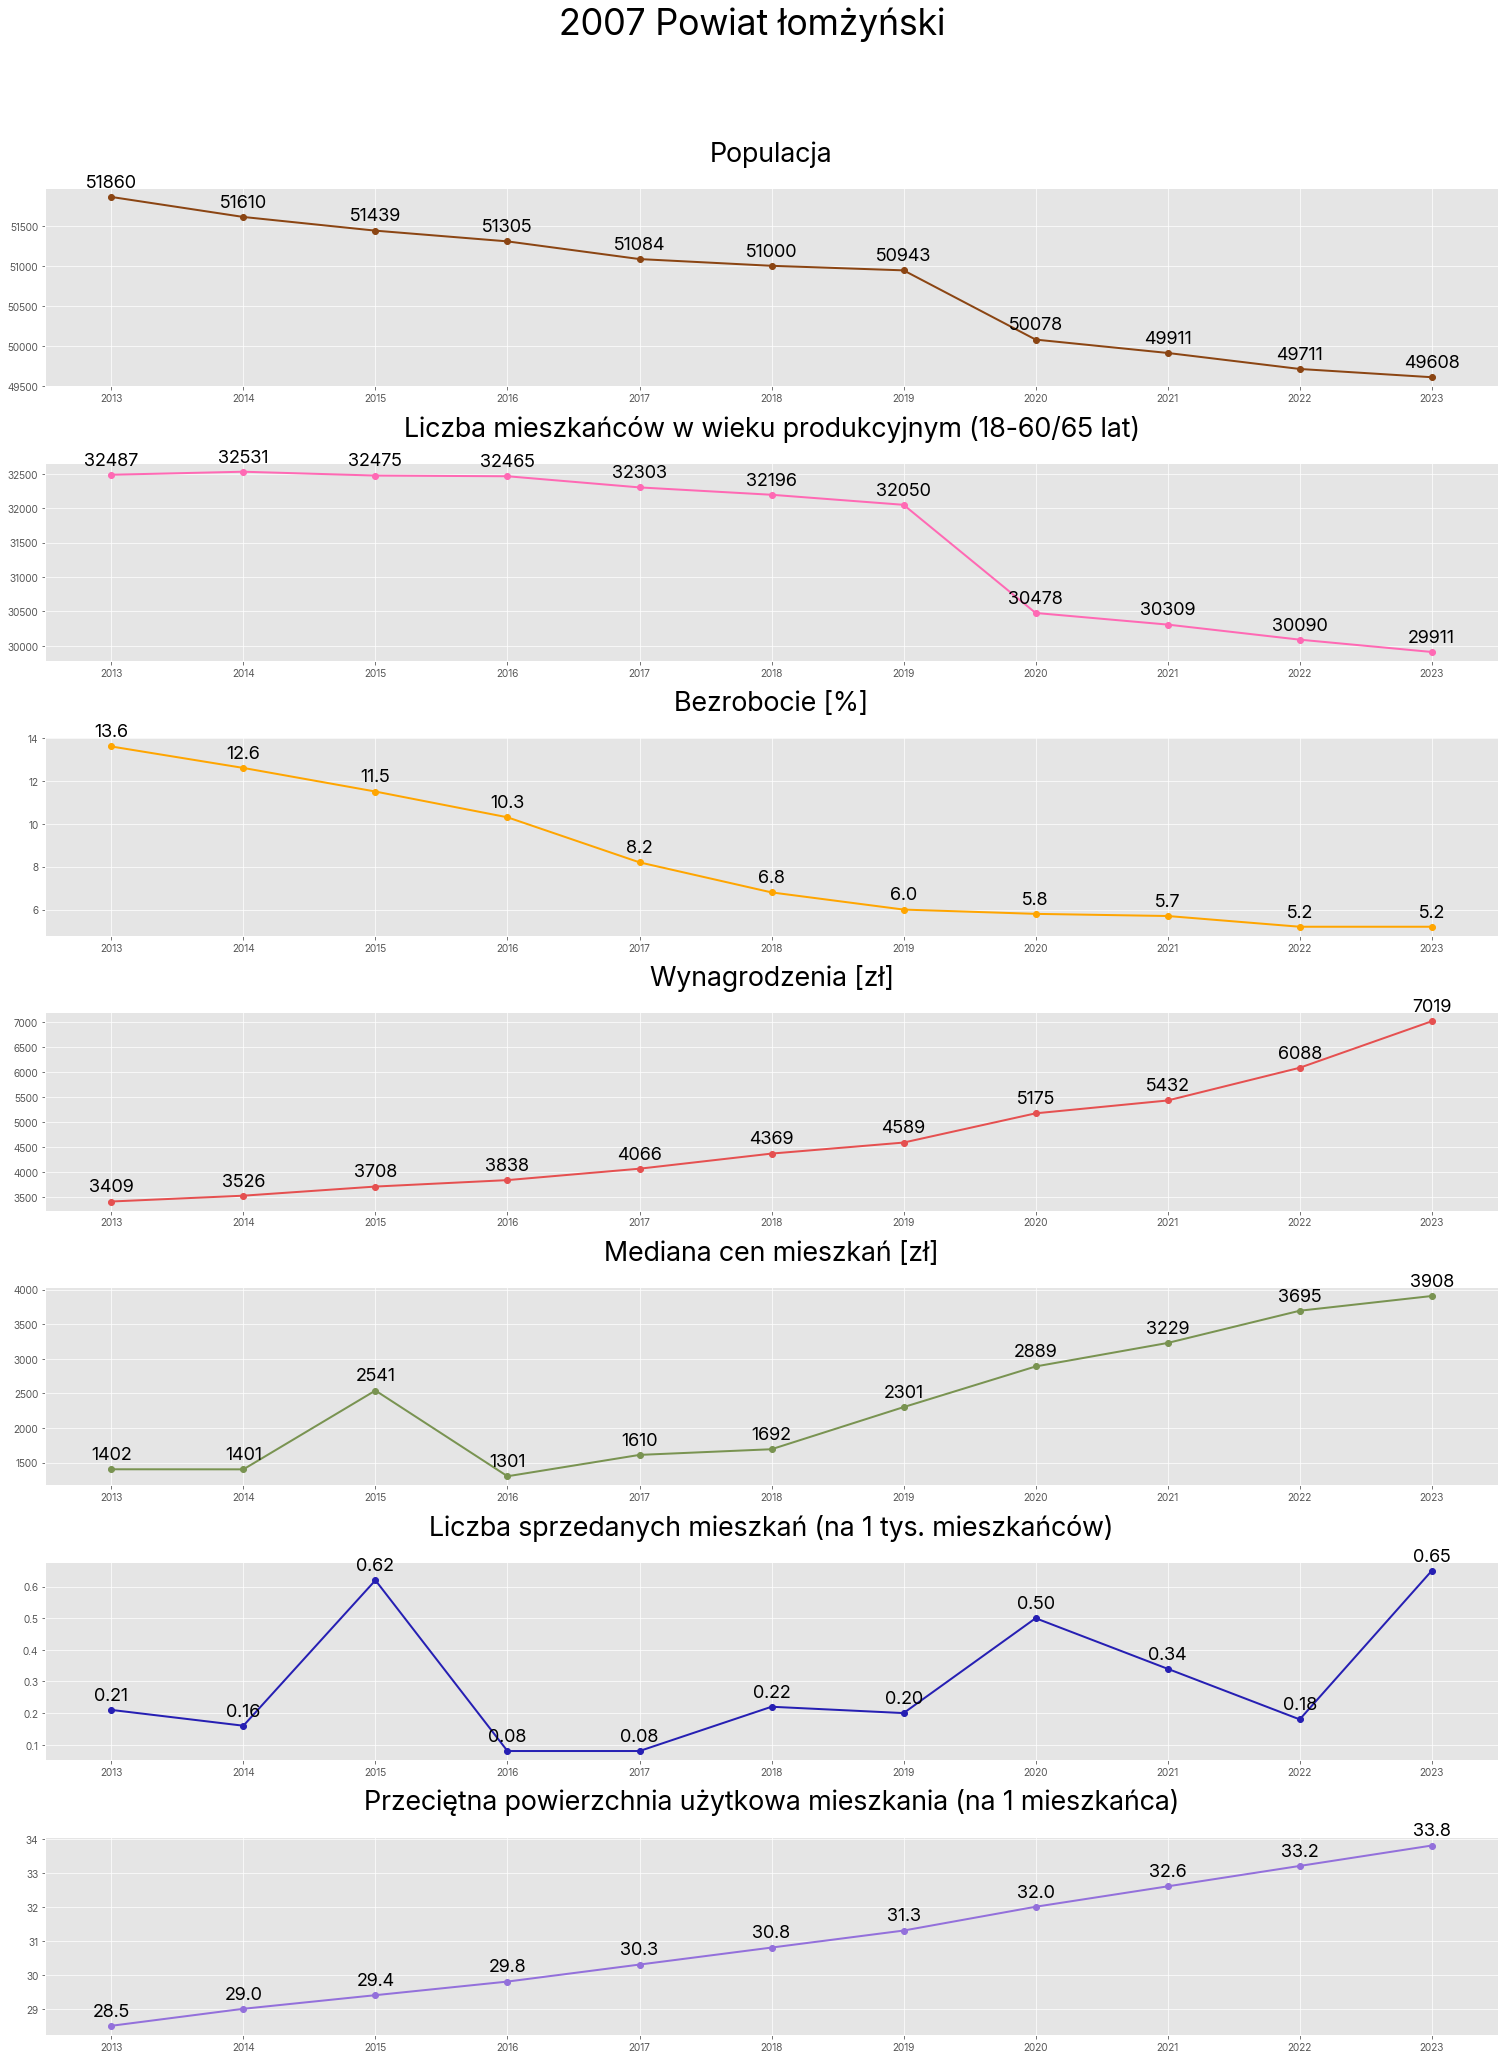 2007 Powiat łomżyński
Populacja
51860 51610 51439 51305 51084 51000 50943 50078 49911 49711 49608
51500
51000
50500
50000
49500
2013 2014 2015 2016 2017 2018 2019 2020 2021 2022 2023
Liczba mieszkańców w wieku produkcyjnym (18-60/65 lat)
32487 32531 32475 32465 32303 32196 32050 30478 30309 30090 29911
32500
32000
31500
31000
30500
30000
2013 2014 2015 2016 2017 2018 2019 2020 2021 2022 2023
Bezrobocie [%]
13.6 12.6 11.5 10.3 8.2 6.8 6.0 5.8 5.7 5.2 5.2
14
12
10
8
6
2013 2014 2015 2016 2017 2018 2019 2020 2021 2022 2023
Wynagrodzenia [zł]
3409 3526 3708 3838 4066 4369 4589 5175 5432 6088 7019
7000
6500
6000
5500
5000
4500
4000
3500
2013 2014 2015 2016 2017 2018 2019 2020 2021 2022 2023
Mediana cen mieszkań [zł]
1402 1401 2541 1301 1610 1692 2301 2889 3229 3695 3908
4000
3500
3000
2500
2000
1500
2013 2014 2015 2016 2017 2018 2019 2020 2021 2022 2023
Liczba sprzedanych mieszkań (na 1 tys. mieszkańców)
0.21 0.16 0.62 0.08 0.08 0.22 0.20 0.50 0.34 0.18 0.65
0.6
0.5
0.4
0.3
0.2
0.1
2013 2014 2015 2016 2017 2018 2019 2020 2021 2022 2023
Przeciętna powierzchnia użytkowa mieszkania (na 1 mieszkańca)
28.5 29.0 29.4 29.8 30.3 30.8 31.3 32.0 32.6 33.2 33.8
34
33
32
31
30
29
2013 2014 2015 2016 2017 2018 2019 2020 2021 2022 2023